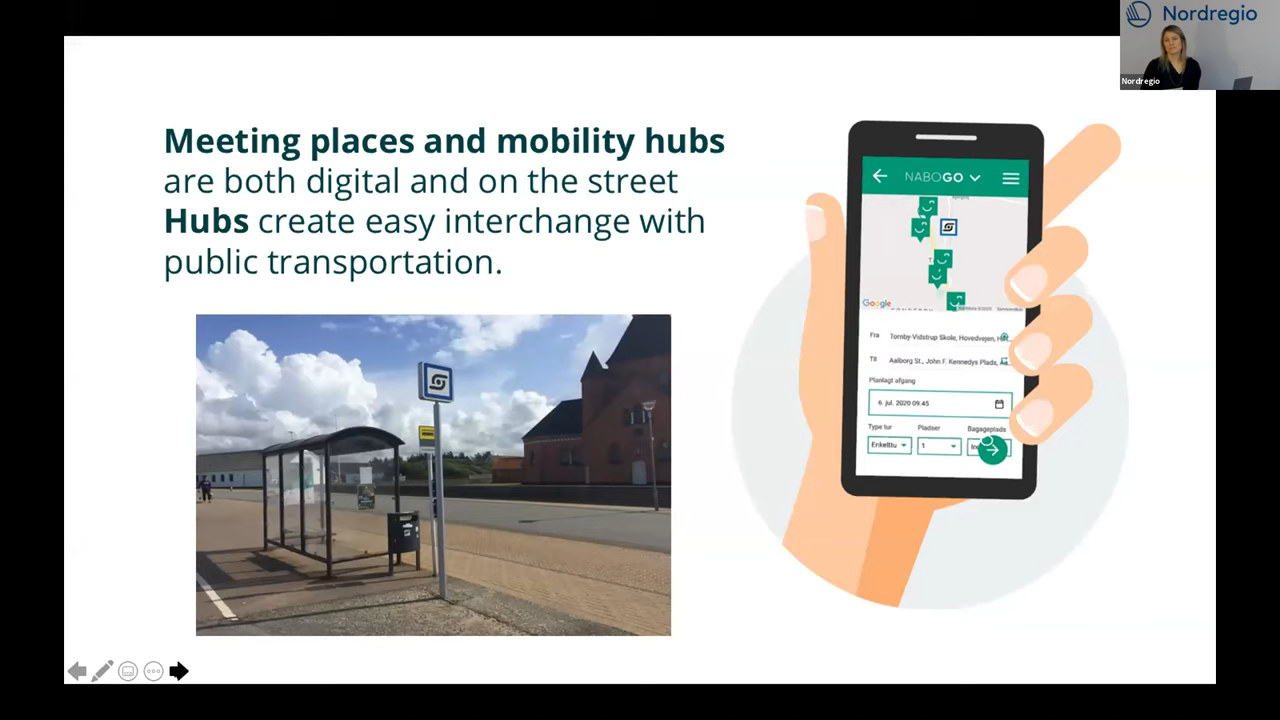 Nordregio
Nordregio
Meeting places and mobility hubs
are both digital and on the street
Hubs create easy interchange with
public transportation.
NABOGO
Google
Fra
Tornby-Vidstrup Skole, Hovedvejen,
Til
Aalborg St., John F. Kennedys Plads,
Planlagt afgang
6. jul. 2020 09.45
Type tur
Pladser
Bagageplads
Enkelttu
1